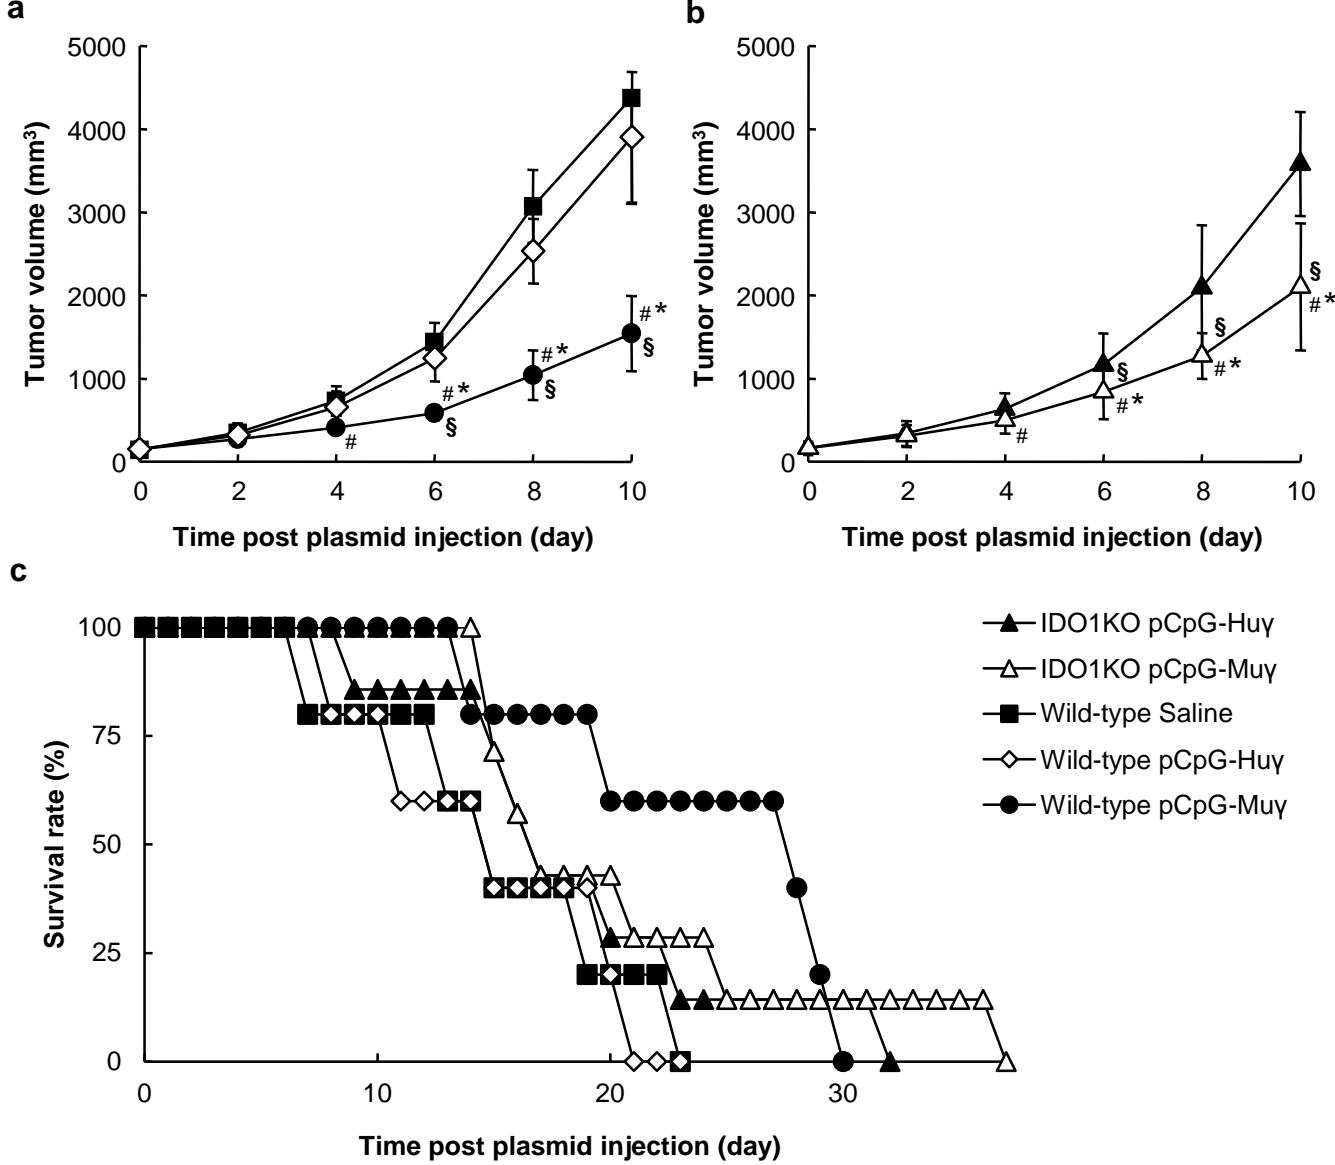 a
b
5000
4000
3000
2000
1000
0
Tumor volume (mm³)
# * §
# * §
# * §
#
0 2 4 6 8 10
Time post plasmid injection (day)
5000
4000
3000
2000
1000
0
Tumor volume (mm³)
§
# *
§
# *
§
# *
#
0 2 4 6 8 10
Time post plasmid injection (day)
c
100
75
50
25
0
Survival rate (%)
0 10 20 30
Time post plasmid injection (day)
IDO1KO pCpG-Huγ
IDO1KO pCpG-Muγ
Wild-type Saline
Wild-type pCpG-Huγ
Wild-type pCpG-Muγ